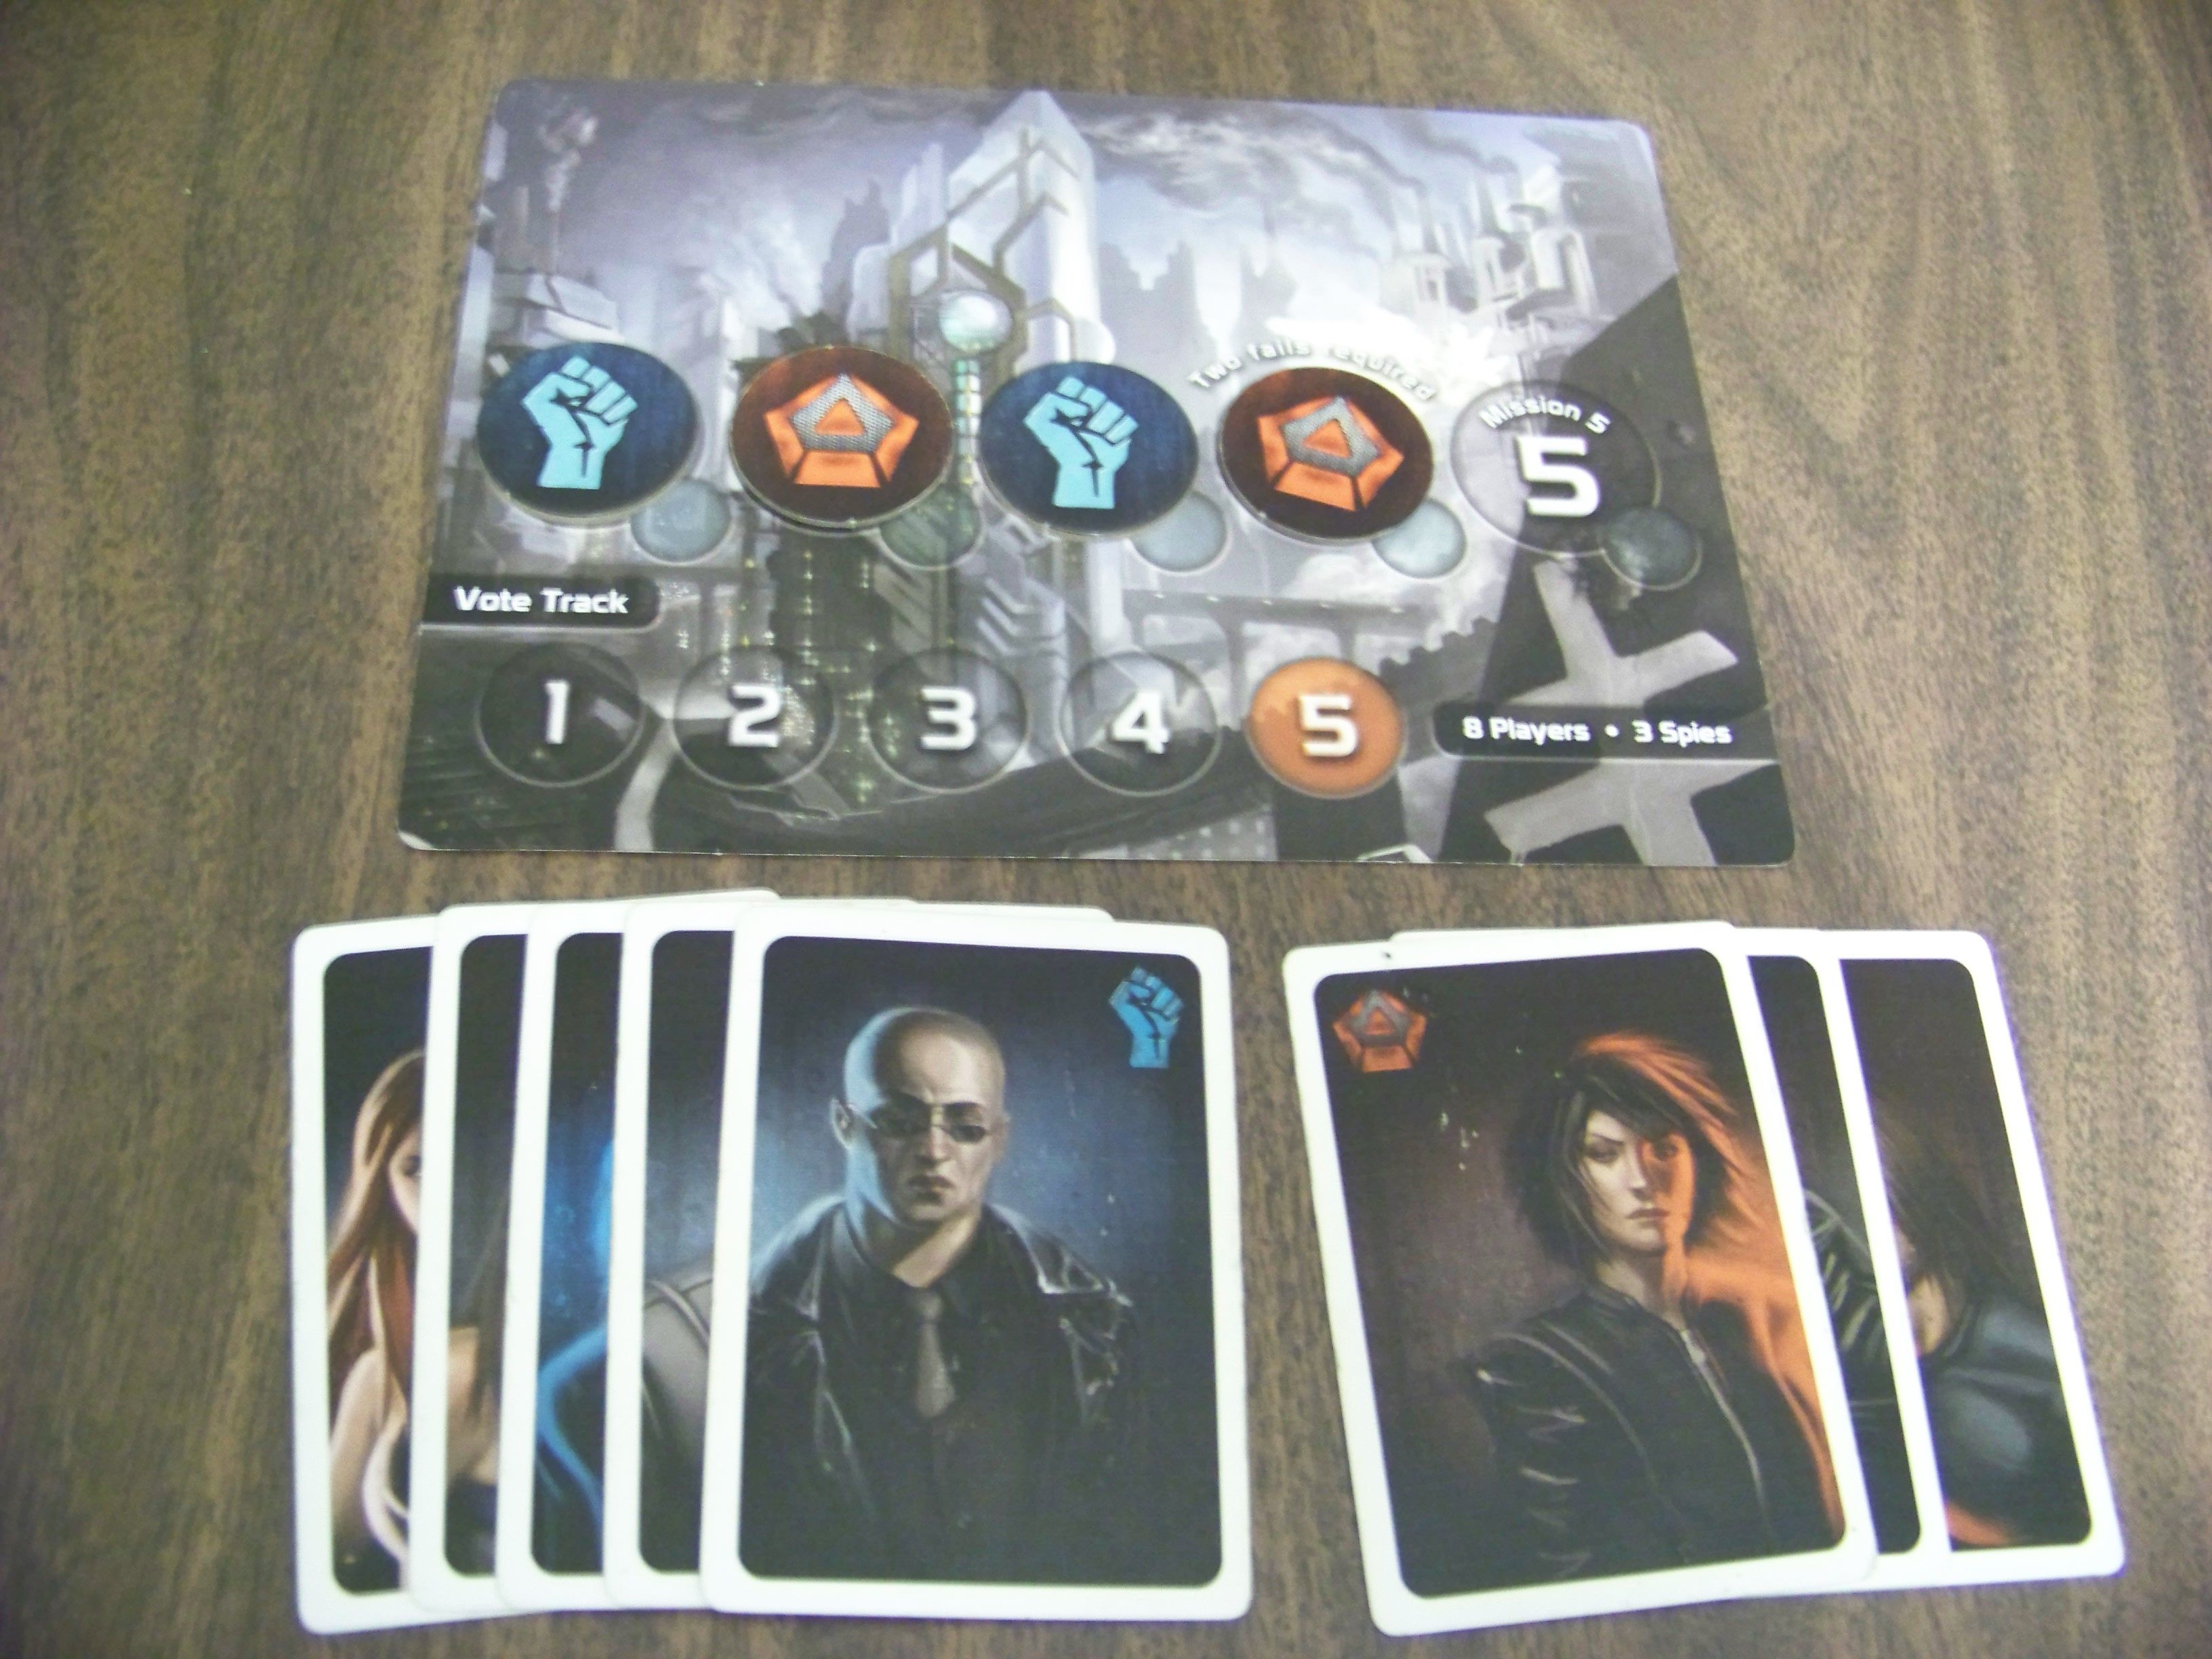 Two fails required
Mission 5
5
Vote Track
1 2 3 4 5
8 Players • 3 Spies